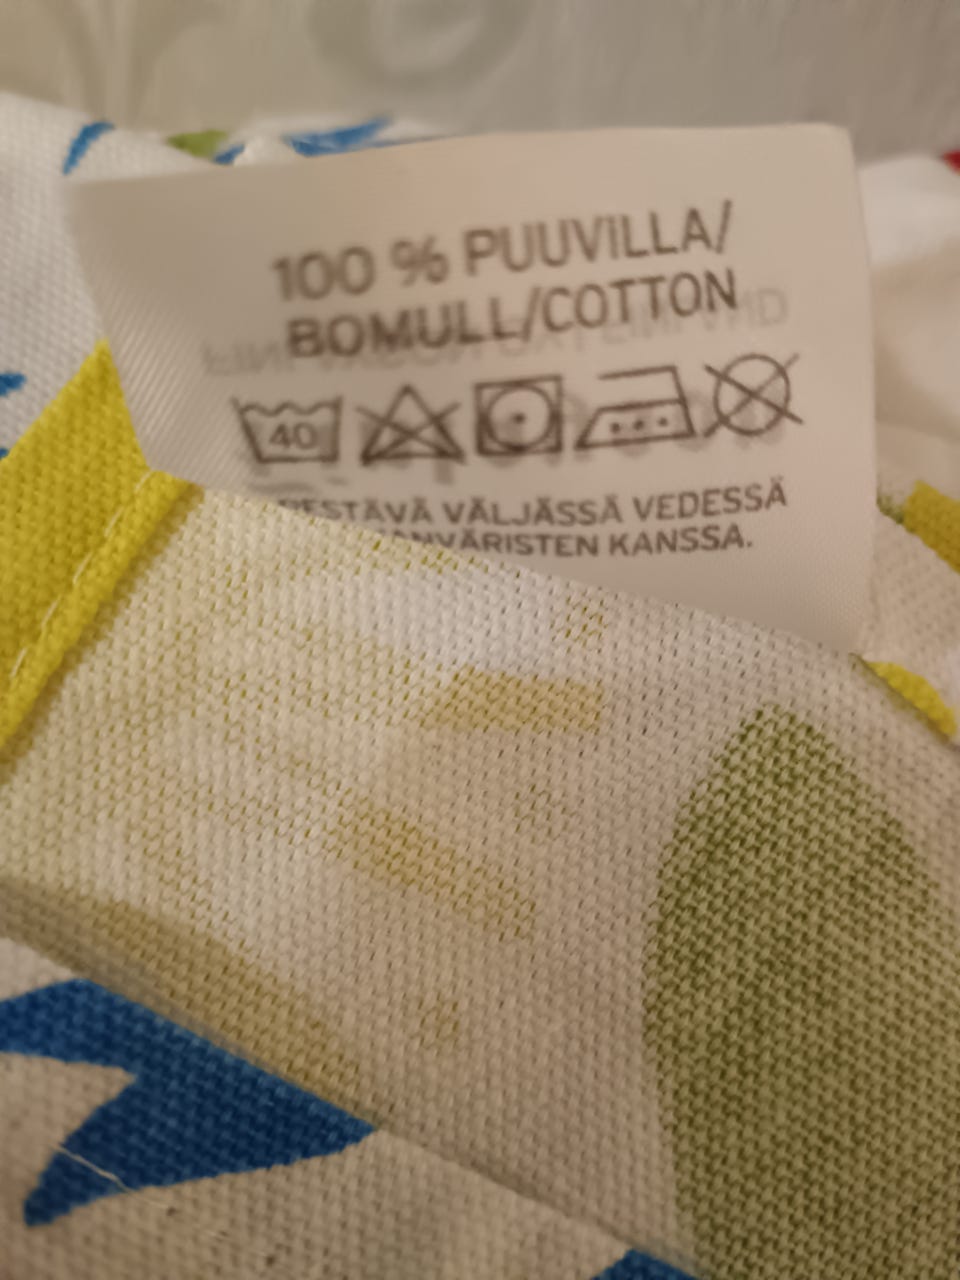 100 % PUUVILLA/
BOMULL/COTTON
40
VÄLJÄSSÄ VEDESSÄ
KANSSA.